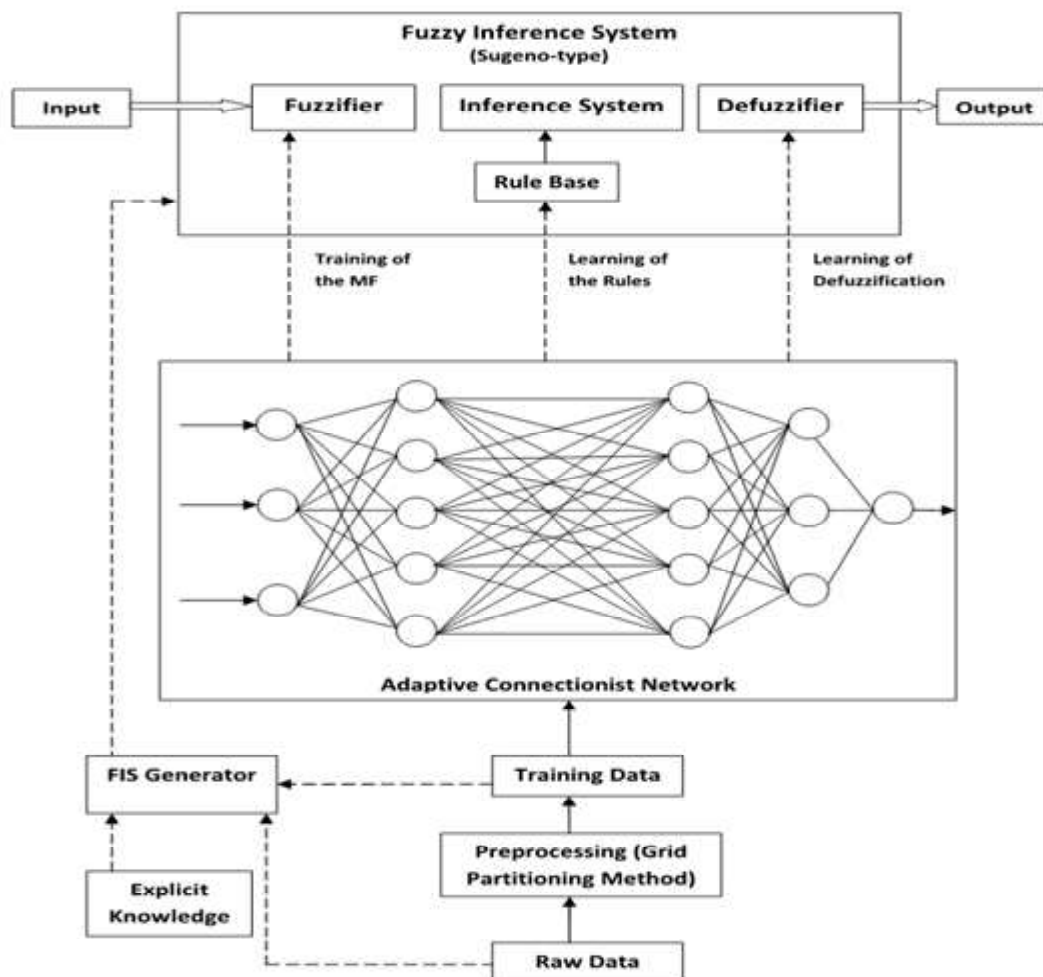 Fuzzy Inference System
(Sugeno-type)
Input
Fuzzifier
Inference System
Defuzzifier
Output
Rule Base
Training of
the MF
Learning of
the Rules
Learning of
Defuzzification
Adaptive Connectionist Network
FIS Generator
Training Data
Preprocessing (Grid
Partitioning Method)
Explicit
Knowledge
Raw Data